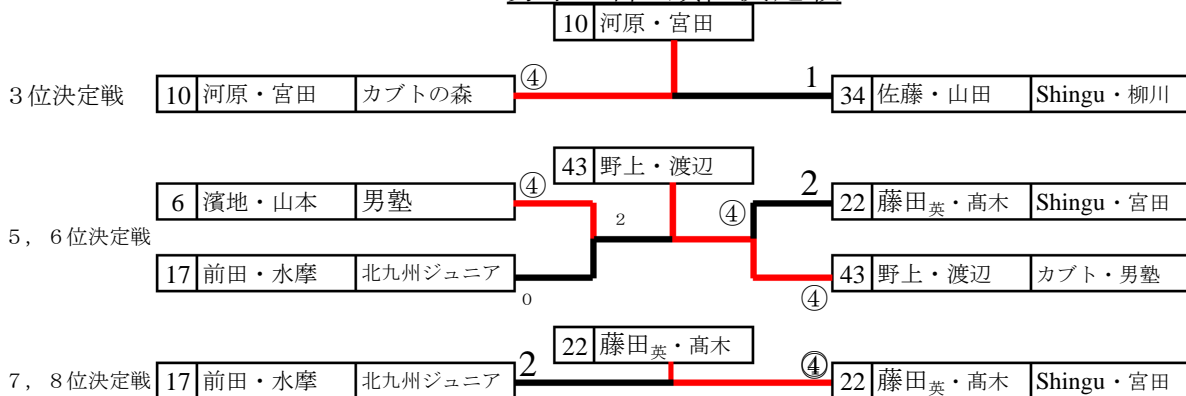 10 河原・宮田
3位決定戦 10 河原・宮田 カブトの森 ④ 1 34 佐藤・山田 Shingu・柳川
43 野上・渡辺
6 濱地・山本 男塾 ④ 2 22 藤田英・髙木 Shingu・宮田
④
2
5，6位決定戦
17 前田・水摩 北九州ジュニア 0 ④ 43 野上・渡辺 カブト・男塾
22 藤田英・髙木
7，8位決定戦 17 前田・水摩 北九州ジュニア 2 ④ 22 藤田英・髙木 Shingu・宮田